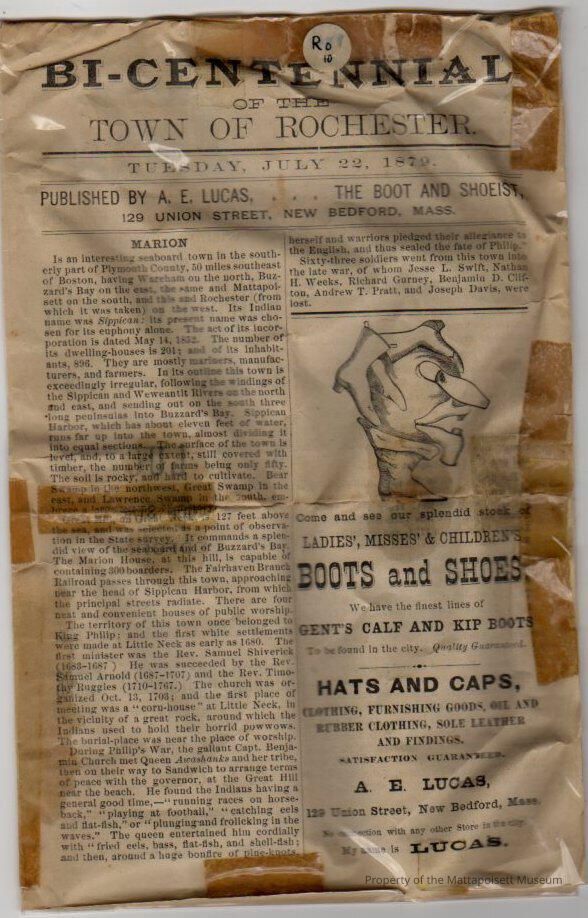 Ro
10
BI-CENTENNIAL
OF THE
TOWN OF ROCHESTER.
TUESDAY, JULY 22, 1879.
PUBLISHED BY A. E. LUCAS, . . . THE BOOT AND SHOEIST,
129 UNION STREET, NEW BEDFORD, MASS.
MARION
Is an interesting seaboard town in the south-
erly part of Plymouth County, 50 miles southeast
of Boston, having Wareham on the north, Buz-
zard's Bay on the east, the same and Mattapoi-
sett on the south, and this and Rochester (from
which it was taken) on the west. Its Indian
name was Sippican: its present name was cho-
sen for its euphony alone. The act of its incor-
poration is dated May 14, 1852. The number of
its dwelling-houses is 201; and of its inhabit-
ants, 896. They are mostly mariners, manufac-
turers, and farmers. In its outline this town is
exceedingly irregular, following the windings of
the Sippican and Weweantit Rivers on the north
and east, and sending out on the south three
long peninsulas into Buzzard's Bay. Sippican
Harbor, which has about eleven feet of water,
runs far up into the town, almost dividing it
into equal sections. The surface of the town is
level, and, to a large extent, still covered with
timber, the number of farms being only fifty.
The soil is rocky, and hard to cultivate. Bear
Swamp in the northwest, Great Swamp in the
east, and Lawrence Swamp in the south, em-
brace a large
127 feet above
the sea, and was selected as a point of observa-
tion in the State survey. It commands a splen-
did view of the seaboard and of Buzzard's Bay.
The Marion House, at this hill, is capable of
containing 300 boarders. The Fairhaven Branch
Railroad passes through this town, approaching
near the head of Sippican Harbor, from which
the principal streets radiate. There are four
neat and convenient houses of public worship.
The territory of this town once belonged to
King Philip; and the first white settlements
were made at Little Neck as early as 1680. The
first minister was the Rev. Samuel Shiverick
(1683-1687 ) He was succeeded by the Rev.
Samuel Arnold (1687-1707) and the Rev. Timo-
thy Ruggles (1710-1767.) The church was or-
ganized Oct. 13, 1703; and the first place of
meeting was a "corn-house" at Little Neck, in
the vicinity of a great rock, around which the
Indians used to hold their horrid powwows.
The burial-place was near the place of worship.
During Philip's War, the gallant Capt. Benja-
min Church met Queen Awashanks and her tribe,
then on their way to Sandwich to arrange terms
of peace with the governor, at the Great Hill
near the beach. He found the Indians having a
general good time,—"running races on horse-
back," "playing at football," "catching eels
and flat-fish," or "plunging and frolicking in the
waves." The queen entertained him cordially
with "fried eels, bass, flat-fish, and shell-fish;
and then, around a huge bonfire of pine-knots,
herself and warriors pledged their allegiance to
the English, and thus sealed the fate of Philip."
Sixty-three soldiers went from this town into
the late war, of whom Jesse L. Swift, Nathan
H. Weeks, Richard Gurney, Benjamin D. Clif-
ton, Andrew T. Pratt, and Joseph Davis, were
lost.
Come and see our splendid stock of
LADIES', MISSES' & CHILDREN'S
BOOTS and SHOES
We have the finest lines of
GENT'S CALF AND KIP BOOTS
To be found in the city. Quality Guaranteed.
HATS AND CAPS,
CLOTHING, FURNISHING GOODS, OIL AND
RUBBER CLOTHING, SOLE LEATHER
AND FINDINGS.
SATISFACTION GUARANTEED.
A. E. LUCAS,
129 Union Street, New Bedford, Mass.
No connection with any other Store in the city.
My name is LUCAS.
Property of the Mattapoisett Museum